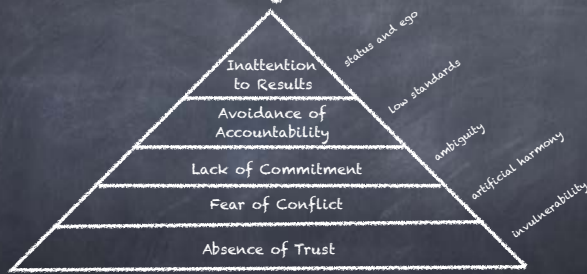 status and ego
Inattention
to Results
low standards
Avoidance of
Accountability
ambiguity
Lack of Commitment
artificial harmony
Fear of Conflict
invulnerability
Absence of Trust